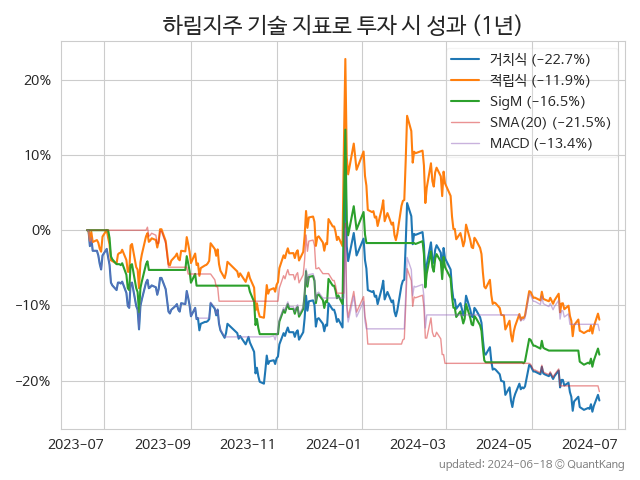 하림지주 기술 지표로 투자 시 성과 (1년)
거치식 (−22.7%)
적립식 (−11.9%)
SigM (−16.5%)
SMA(20) (−21.5%)
MACD (−13.4%)
20%
10%
0%
−10%
−20%
2023-07 2023-09 2023-11 2024-01 2024-03 2024-05 2024-07
updated: 2024-06-18 ⓒ QuantKang